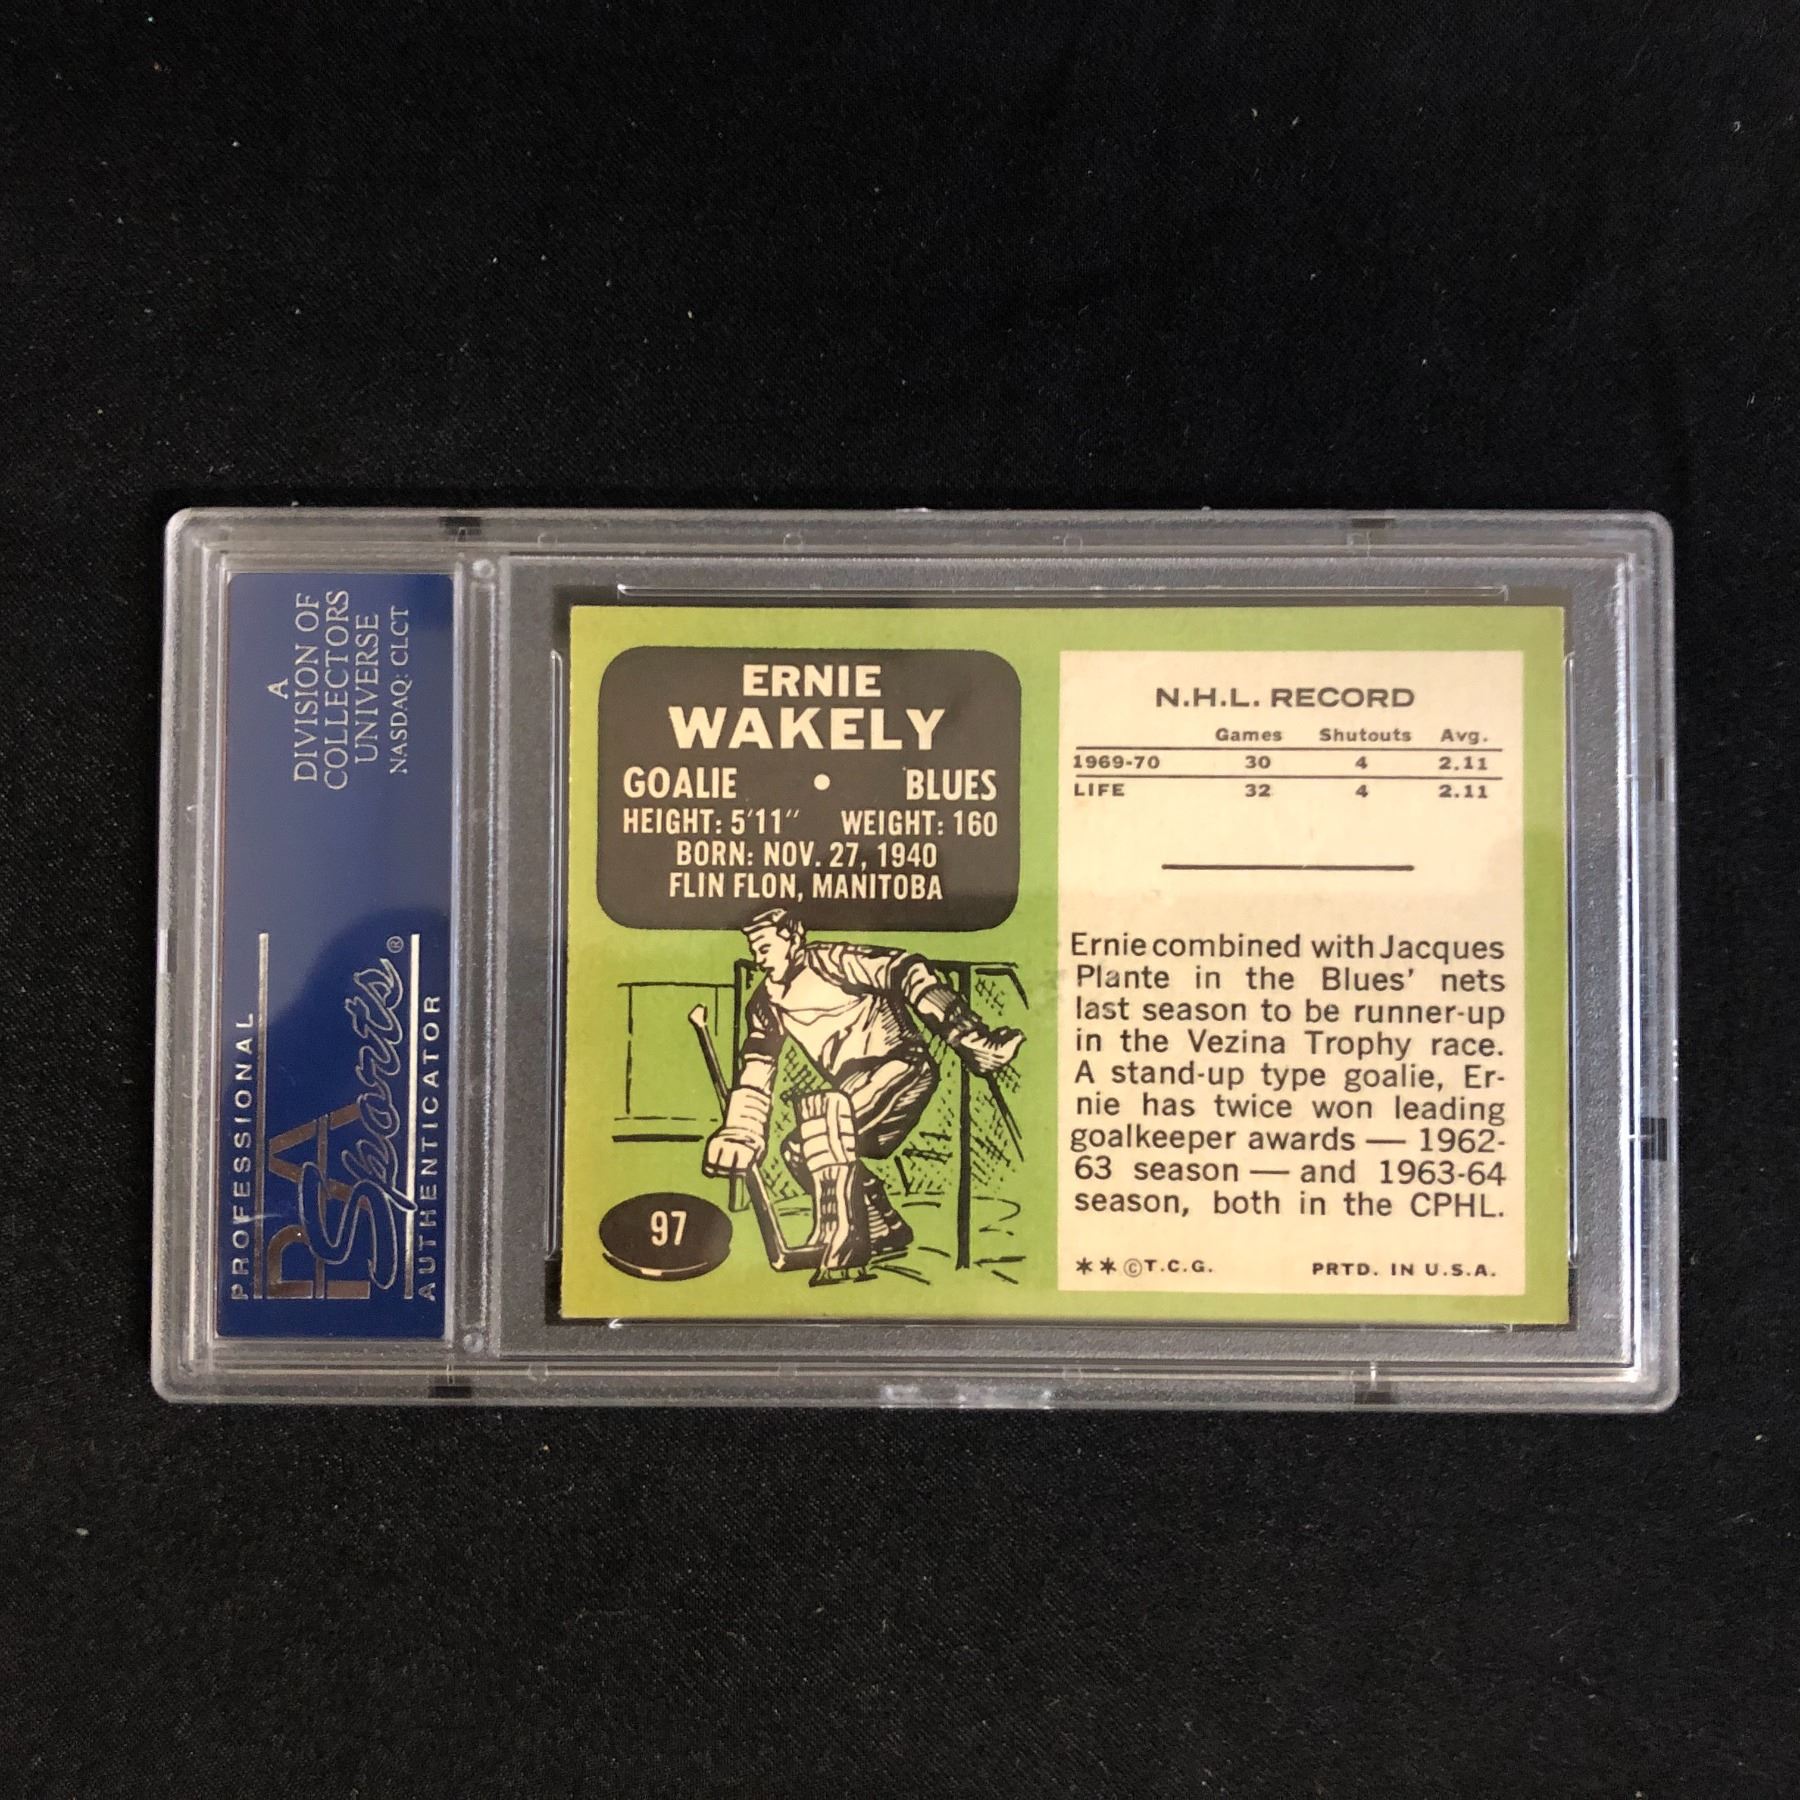 A
DIVISION OF
COLLECTORS
UNIVERSE
NASDAQ: CLCT
PROFESSIONAL
PSA
Sports®
AUTHENTICATOR
ERNIE
WAKELY
GOALIE • BLUES
HEIGHT: 5'11" WEIGHT: 160
BORN: NOV. 27, 1940
FLIN FLON, MANITOBA
97
N.H.L. RECORD
Games Shutouts Avg.
1969-70 30 4 2.11
LIFE 32 4 2.11
Ernie combined with Jacques
Plante in the Blues' nets
last season to be runner-up
in the Vezina Trophy race.
A stand-up type goalie, Er-
nie has twice won leading
goalkeeper awards — 1962-
63 season — and 1963-64
season, both in the CPHL.
**©T.C.G. PRTD. IN U.S.A.